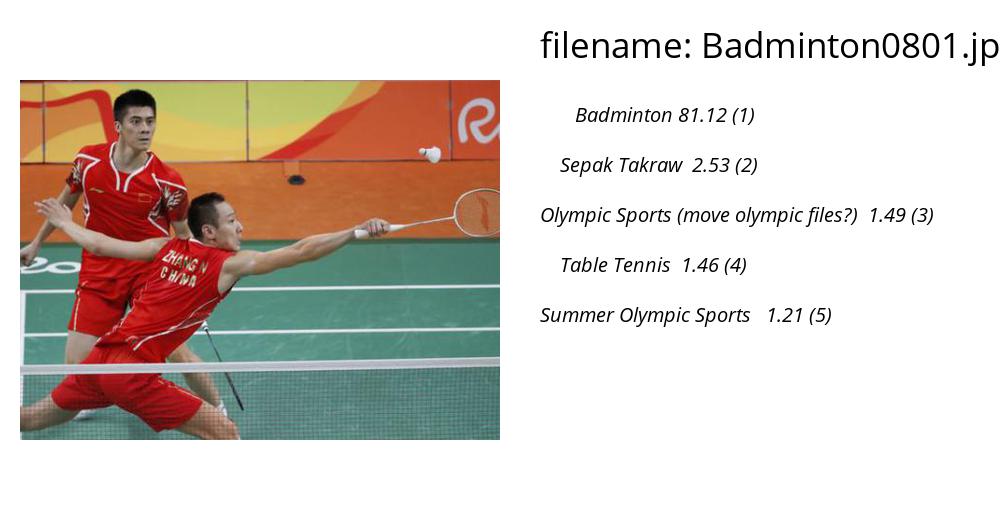 filename: Badminton0801.jp
Badminton 81.12 (1)
Sepak Takraw 2.53 (2)
Olympic Sports (move olympic files?) 1.49 (3)
Table Tennis 1.46 (4)
Summer Olympic Sports 1.21 (5)
R
ZHANG N
CHINA